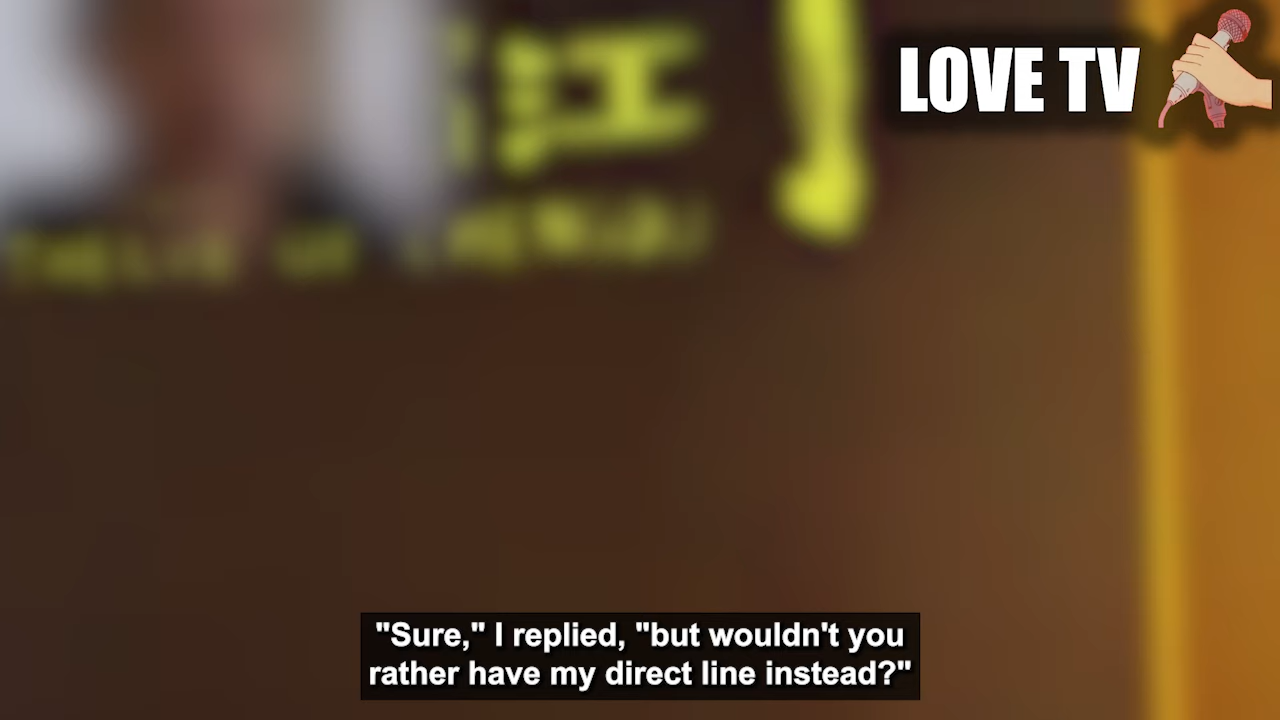 LOVE TV
"Sure," I replied, "but wouldn't you
rather have my direct line instead?"